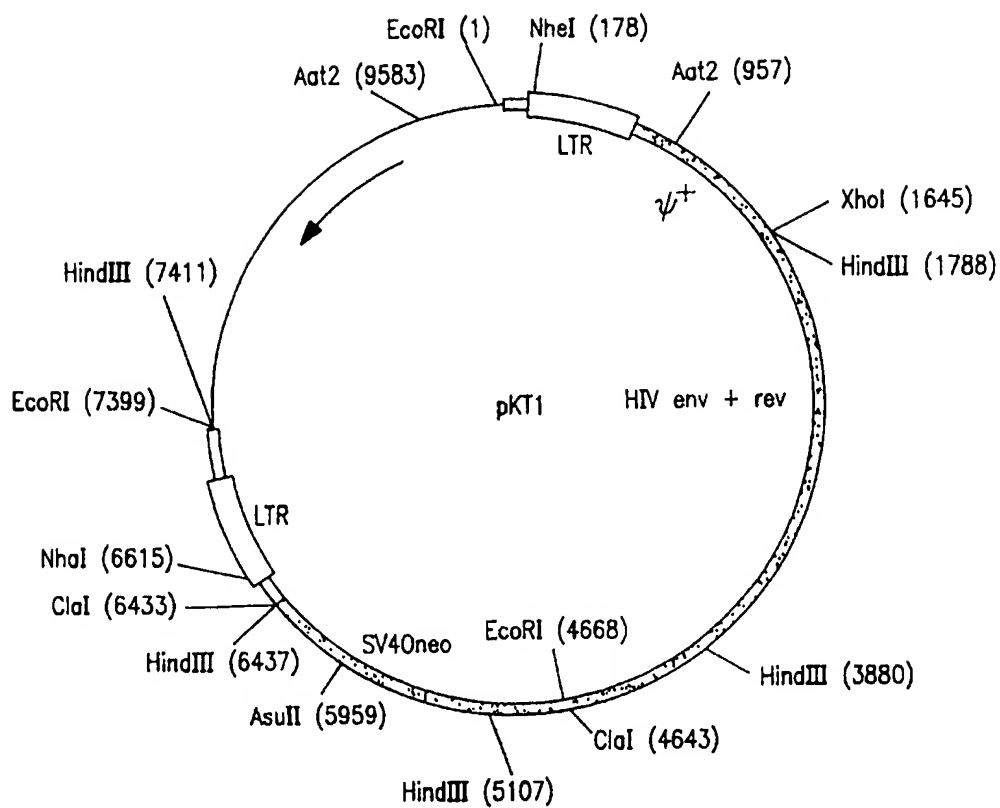 EcoRI (1)
NheI (178)
Aat2 (9583)
Aat2 (957)
LTR
ψ+
XhoI (1645)
HindIII (1788)
HindIII (7411)
EcoRI (7399)
pKT1
HIV env + rev
LTR
NhaI (6615)
ClaI (6433)
HindIII (6437)
SV40neo
EcoRI (4668)
AsuII (5959)
HindIII (3880)
ClaI (4643)
HindIII (5107)